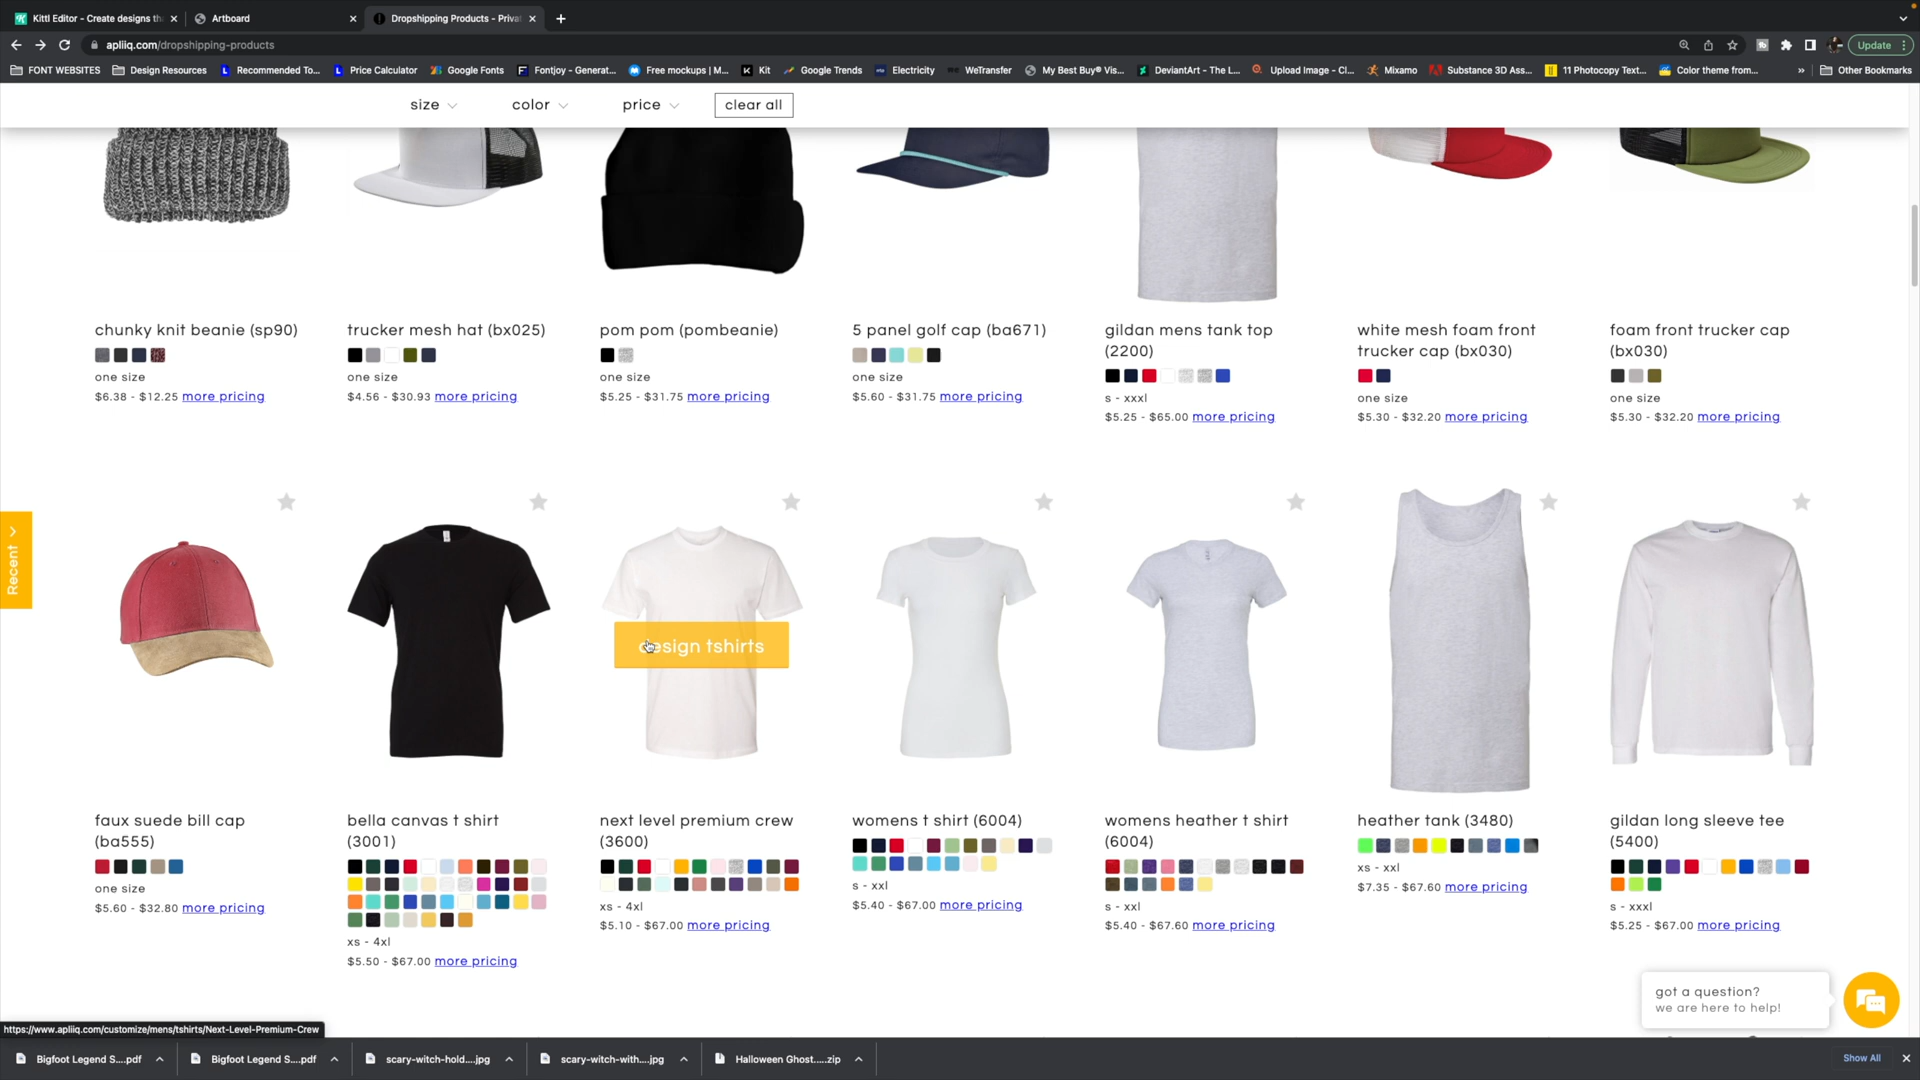 Kittl Editor - Create designs th
Artboard
Dropshipping Products - Priva
apliiq.com/dropshipping-products
Update
FONT WEBSITES
Design Resources
Recommended To...
Price Calculator
Google Fonts
Fontjoy - Generat...
Free mockups | M...
Kit
Google Trends
Electricity
WeTransfer
My Best Buy® Vis...
DeviantArt - The L...
Upload Image - Cl...
Mixamo
Substance 3D Ass...
11 Photocopy Text...
Color theme from...
Other Bookmarks
size
color
price
clear all
chunky knit beanie (sp90)
one size
$6.38 - $12.25 more pricing
trucker mesh hat (bx025)
one size
$4.56 - $30.93 more pricing
pom pom (pombeanie)
one size
$5.25 - $31.75 more pricing
5 panel golf cap (ba671)
one size
$5.60 - $31.75 more pricing
gildan mens tank top
(2200)
s - xxxl
$5.25 - $65.00 more pricing
white mesh foam front
trucker cap (bx030)
one size
$5.30 - $32.20 more pricing
foam front trucker cap
(bx030)
one size
$5.30 - $32.20 more pricing
Recent
design tshirts
faux suede bill cap
(ba555)
one size
$5.60 - $32.80 more pricing
bella canvas t shirt
(3001)
xs - 4xl
$5.50 - $67.00 more pricing
next level premium crew
(3600)
xs - 4xl
$5.10 - $67.00 more pricing
womens t shirt (6004)
s - xxl
$5.40 - $67.00 more pricing
womens heather t shirt
(6004)
s - xxl
$5.40 - $67.60 more pricing
heather tank (3480)
xs - xxl
$7.35 - $67.60 more pricing
gildan long sleeve tee
(5400)
s - xxxl
$5.25 - $67.00 more pricing
got a question?
we are here to help!
https://www.apliiq.com/customize/mens/tshirts/Next-Level-Premium-Crew
Bigfoot Legend S....pdf
Bigfoot Legend S....pdf
scary-witch-hold....jpg
scary-witch-with....jpg
Halloween Ghost.....zip
Show All